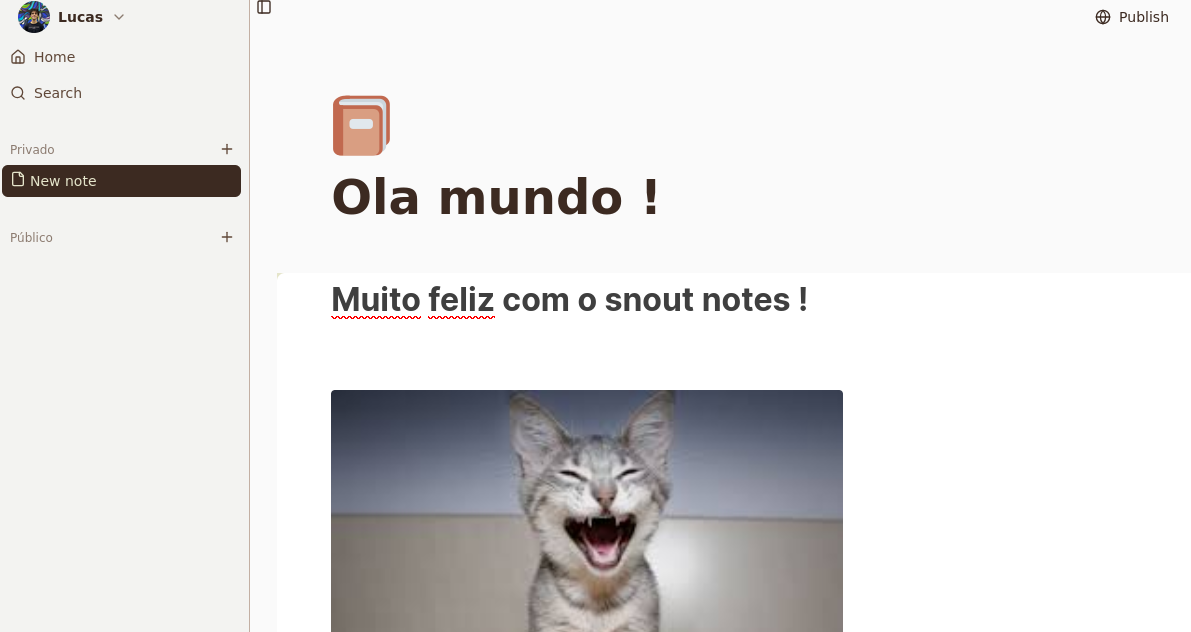 Lucas
Publish
Home
Search
Privado
New note
Público
Ola mundo !
Muito feliz com o snout notes !